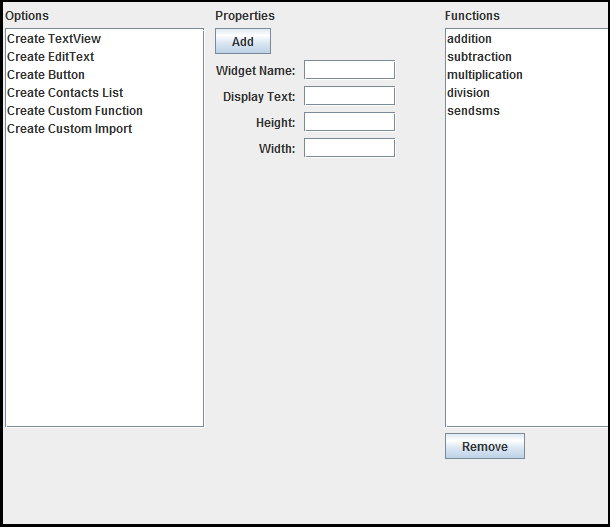 Options
Create TextView
Create EditText
Create Button
Create Contacts List
Create Custom Function
Create Custom Import
Properties
Add
Widget Name:
Display Text:
Height:
Width:
Functions
addition
subtraction
multiplication
division
sendsms
Remove